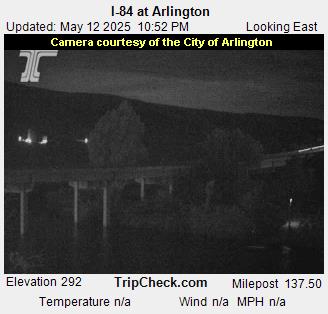 I-84 at Arlington
Updated: May 12 2025 10:52 PM Looking East
Camera courtesy of the City of Arlington
Elevation 292 TripCheck.com Milepost 137.50
Temperature n/a Wind n/a MPH n/a